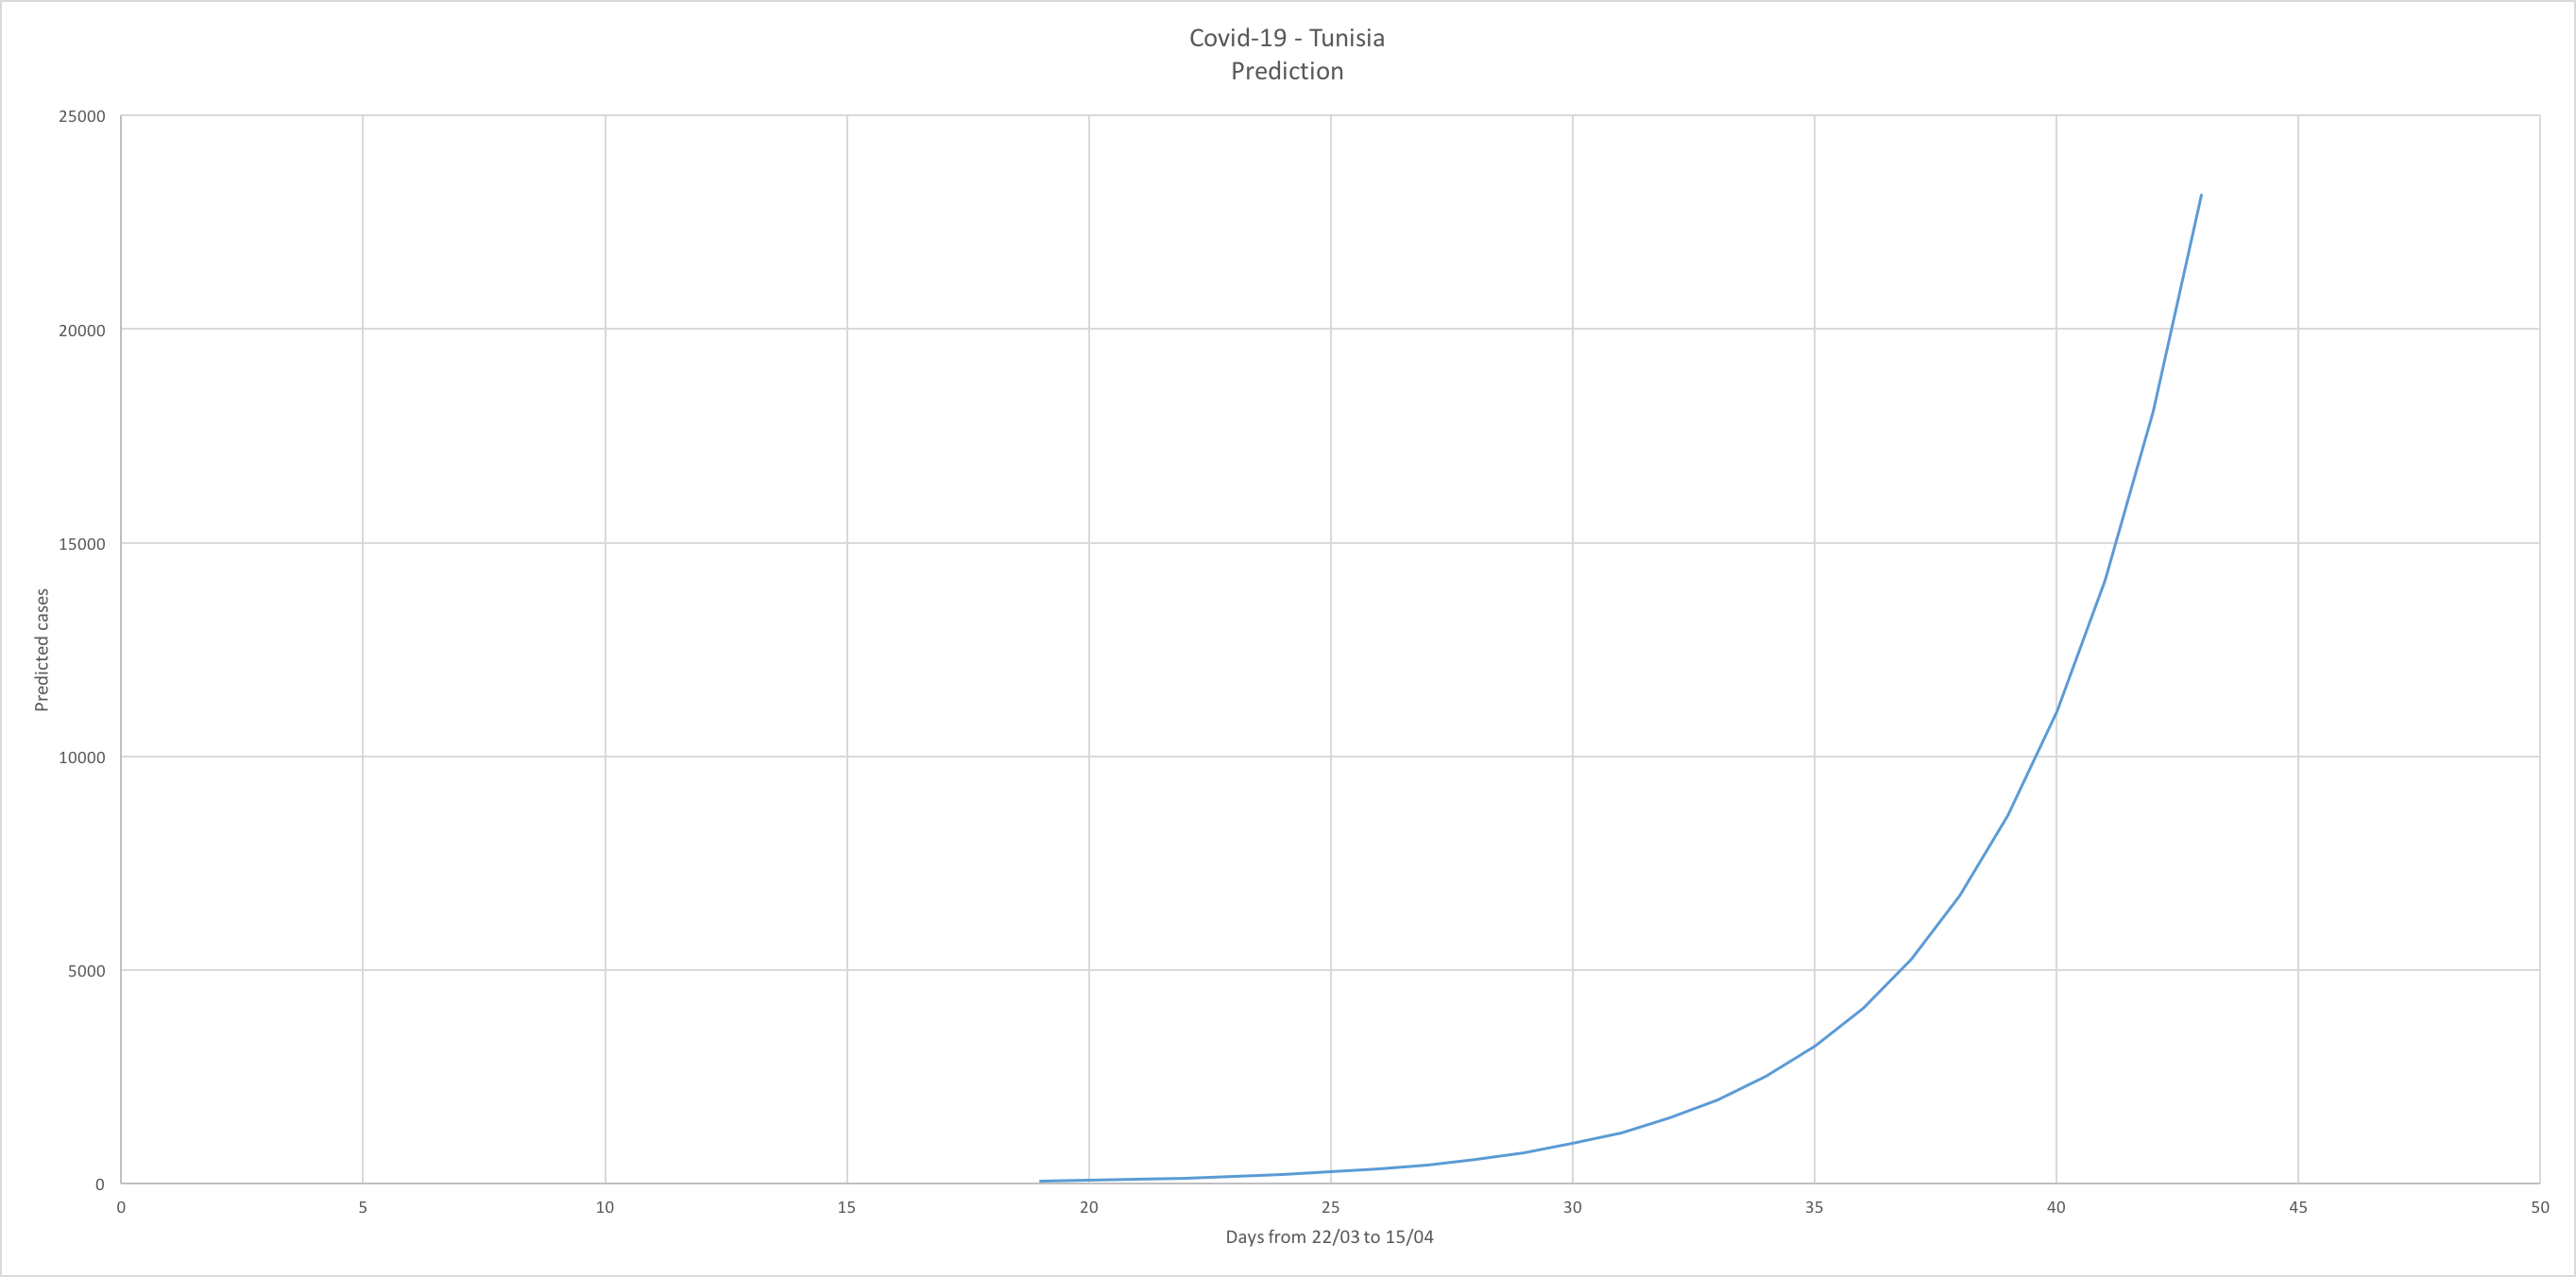 Covid-19 - Tunisia
Prediction
25000
20000
15000
10000
5000
0
Predicted cases
0 5 10 15 20 25 30 35 40 45 50
Days from 22/03 to 15/04